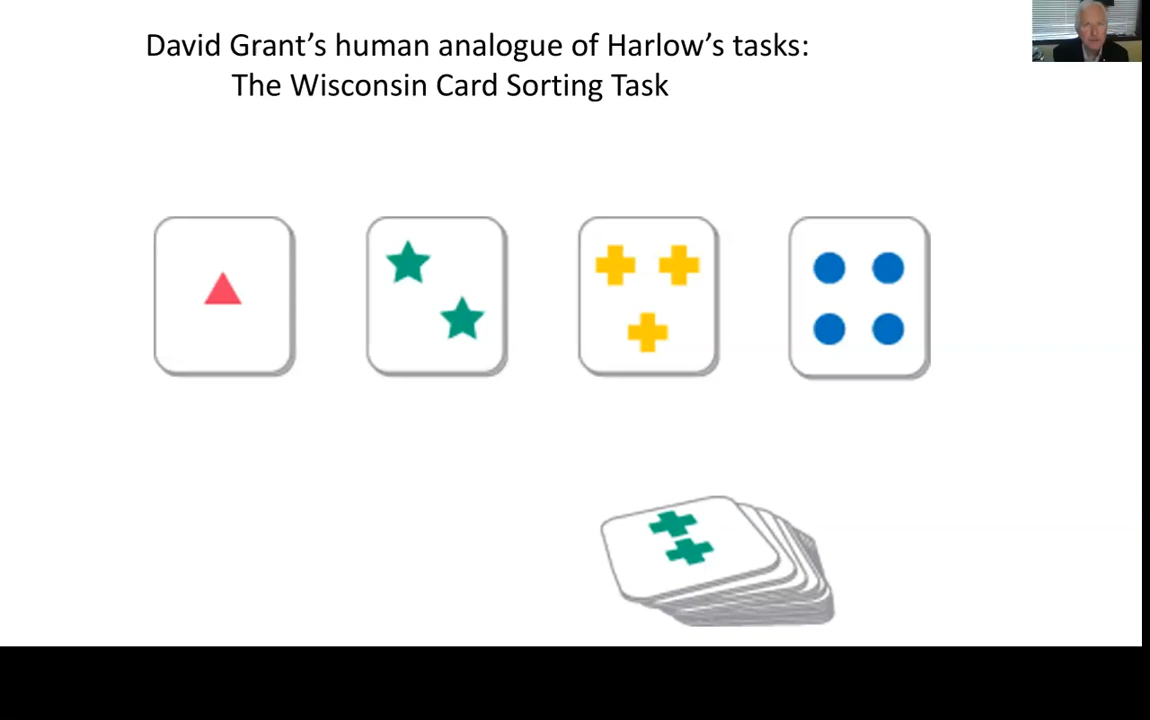 David Grant’s human analogue of Harlow’s tasks:
The Wisconsin Card Sorting Task